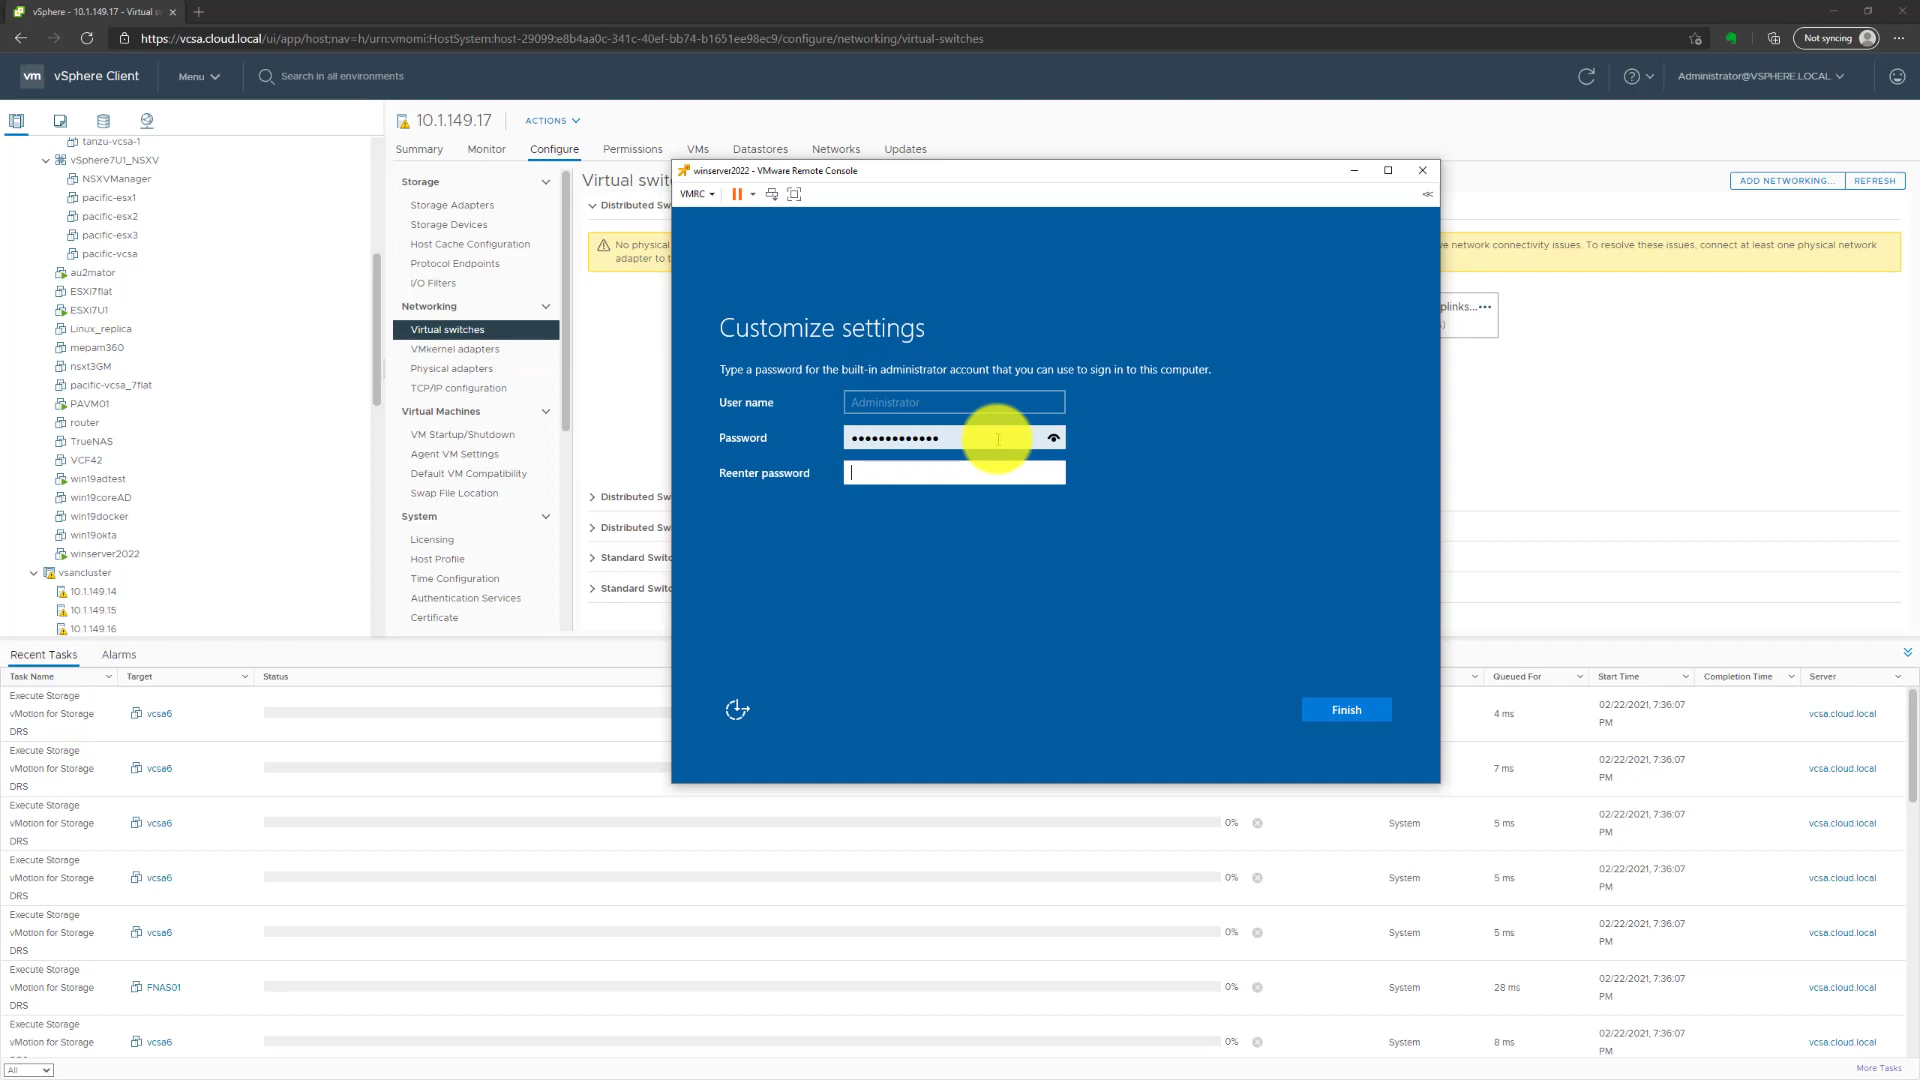 vSphere - 10.1.149.17 - Virtual s
https://vcsa.cloud.local/ui/app/host;nav=h/urn:vmomi:HostSystem:host-29099:e8b4aa0c-341c-40ef-bb74-b1651ee98ec9/configure/networking/virtual-switches
Not syncing
vm vSphere Client
Menu
Search in all environments
Administrator@VSPHERE.LOCAL
tanzu-vcsa-1
vSphere7U1_NSXV
NSXVManager
pacific-esx1
pacific-esx2
pacific-esx3
pacific-vcsa
au2mator
ESXi7flat
ESXi7U1
Linux_replica
mepam360
nsxt3GM
pacific-vcsa_7flat
PAVM01
router
TrueNAS
VCF42
win19adtest
win19coreAD
win19docker
win19okta
winserver2022
vsancluster
10.1.149.14
10.1.149.15
10.1.149.16
10.1.149.17
ACTIONS
Summary Monitor Configure Permissions VMs Datastores Networks Updates
Storage
Storage Adapters
Storage Devices
Host Cache Configuration
Protocol Endpoints
I/O Filters
Networking
Virtual switches
VMkernel adapters
Physical adapters
TCP/IP configuration
Virtual Machines
VM Startup/Shutdown
Agent VM Settings
Default VM Compatibility
Swap File Location
System
Licensing
Host Profile
Time Configuration
Authentication Services
Certificate
Virtual swit
ADD NETWORKING... REFRESH
Distributed Sw
No physical
adapter to t
e network connectivity issues. To resolve these issues, connect at least one physical network
plinks...
Distributed Sw
Distributed Sw
Standard Switc
Standard Switc
winserver2022 - VMware Remote Console
VMRC
Customize settings
Type a password for the built-in administrator account that you can use to sign in to this computer.
User name Administrator
Password •••••••••••••
Reenter password
Finish
Recent Tasks Alarms
Task Name Target Status Queued For Start Time Completion Time Server
Execute Storage
vMotion for Storage
DRS
vcsa6 4 ms 02/22/2021, 7:36:07
PM
vcsa.cloud.local
Execute Storage
vMotion for Storage
DRS
vcsa6 7 ms 02/22/2021, 7:36:07
PM
vcsa.cloud.local
Execute Storage
vMotion for Storage
DRS
vcsa6 0% System 5 ms 02/22/2021, 7:36:07
PM
vcsa.cloud.local
Execute Storage
vMotion for Storage
DRS
vcsa6 0% System 5 ms 02/22/2021, 7:36:07
PM
vcsa.cloud.local
Execute Storage
vMotion for Storage
DRS
vcsa6 0% System 5 ms 02/22/2021, 7:36:07
PM
vcsa.cloud.local
Execute Storage
vMotion for Storage
DRS
FNAS01 0% System 28 ms 02/22/2021, 7:36:07
PM
vcsa.cloud.local
Execute Storage
vMotion for Storage
vcsa6 0% System 8 ms 02/22/2021, 7:36:07
PM
vcsa.cloud.local
All
More Tasks